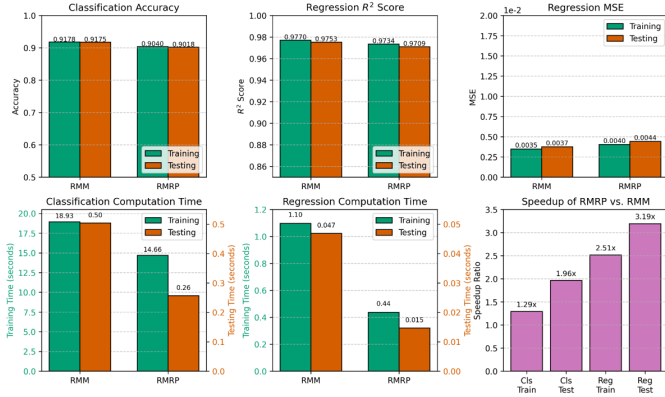 Classification Accuracy
0.9178
0.9175
0.9040
0.9018
1.0
0.9
0.8
0.7
0.6
0.5
Accuracy
Training
Testing
RMM
RMRP
Regression R² Score
0.9770
0.9753
0.9734
0.9709
1.00
0.98
0.96
0.94
0.92
0.90
0.88
0.86
R² Score
Training
Testing
RMM
RMRP
Regression MSE
1e-2
0.0035
0.0037
0.0040
0.0044
2.00
1.75
1.50
1.25
1.00
0.75
0.50
0.25
0.00
MSE
Training
Testing
RMM
RMRP
Classification Computation Time
18.93
0.50
14.66
0.26
20.0
17.5
15.0
12.5
10.0
7.5
5.0
2.5
0.0
Training Time (seconds)
0.5
0.4
0.3
0.2
0.1
0.0
Testing Time (seconds)
Training
Testing
RMM
RMRP
Regression Computation Time
1.10
0.047
0.44
0.015
1.2
1.0
0.8
0.6
0.4
0.2
0.0
Training Time (seconds)
0.05
0.04
0.03
0.02
0.01
0.00
Testing Time (seconds)
Training
Testing
RMM
RMRP
Speedup of RMRP vs. RMM
1.29x
1.96x
2.51x
3.19x
3.5
3.0
2.5
2.0
1.5
1.0
0.5
0.0
Speedup Ratio
Cls
Train
Cls
Test
Reg
Train
Reg
Test